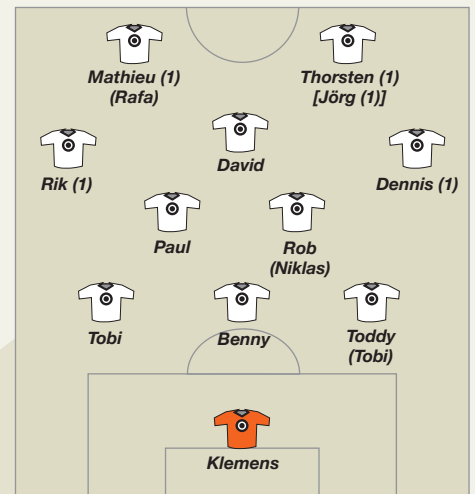 Mathieu (1)
(Rafa)
Thorsten (1)
[Jörg (1)]
David
Rik (1)
Dennis (1)
Paul
Rob
(Niklas)
Tobi
Benny
Toddy
(Tobi)
Klemens